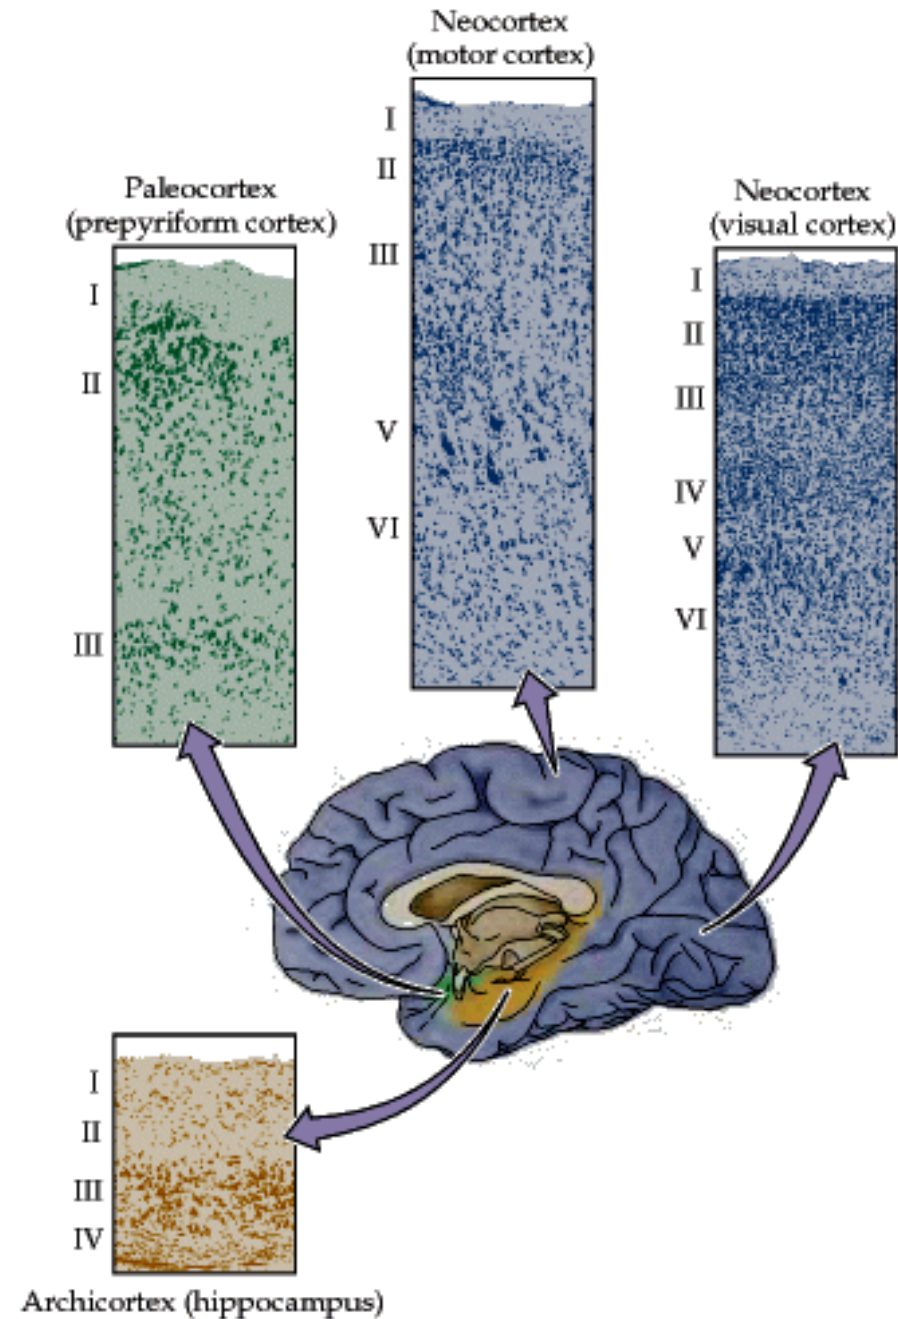 Neocortex
(motor cortex)
I
II
III
V
VI
Paleocortex
(prepyriform cortex)
I
II
III
Neocortex
(visual cortex)
I
II
III
IV
V
VI
I
II
III
IV
Archicortex (hippocampus)